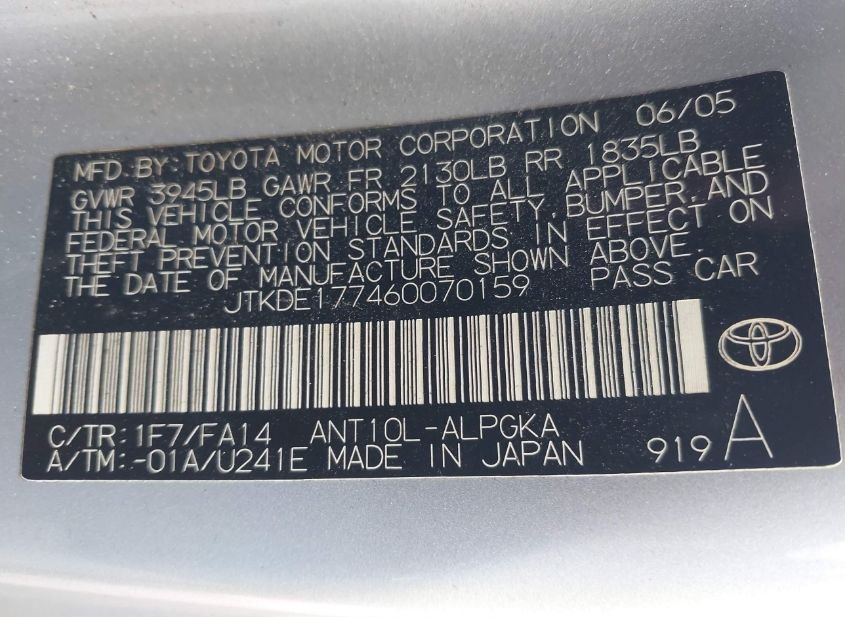 MFD. BY: TOYOTA MOTOR CORPORATION 06/05
GVWR 3945LB GAWR FR 2130LB RR 1835LB
THIS VEHICLE CONFORMS TO ALL APPLICABLE
FEDERAL MOTOR VEHICLE SAFETY, BUMPER, AND
THEFT PREVENTION STANDARDS IN EFFECT ON
THE DATE OF MANUFACTURE SHOWN ABOVE.
JTKDE177460070159 PASS CAR
C/TR: 1F7/FA14 ANT10L-ALPGKA
A/TM: -01A/U241E MADE IN JAPAN 919 A